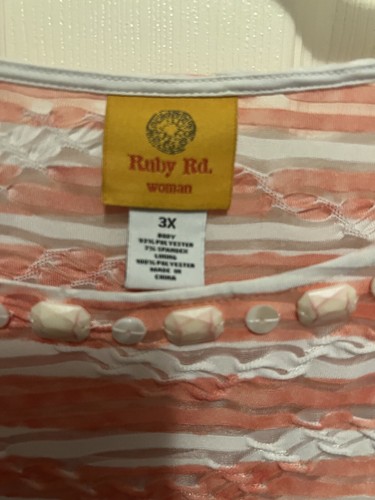 Ruby Rd.
woman
3X
BODY
93% POLYESTER
7% SPANDEX
LINING
100% POLYESTER
MADE IN
CHINA